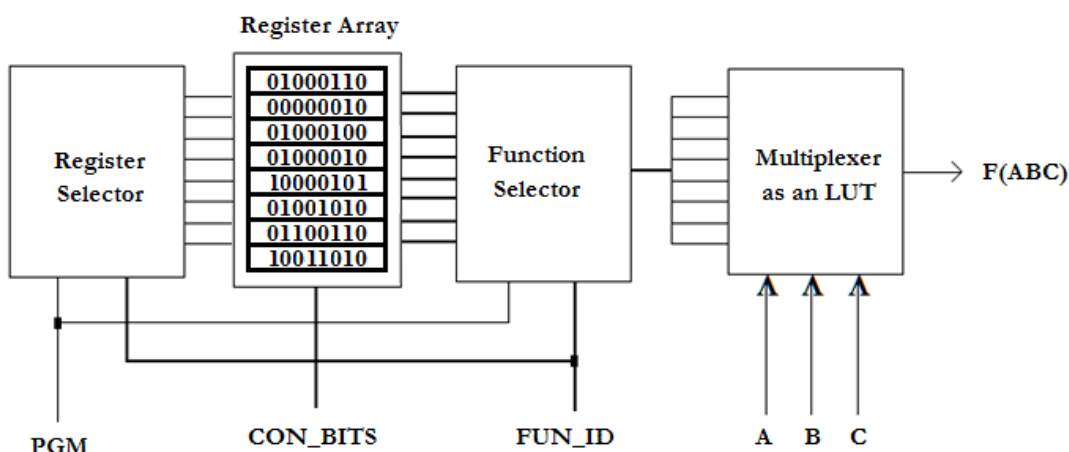 Register Array
01000110
00000010
01000100
01000010
10000101
01001010
01100110
10011010
Register
Selector
Function
Selector
Multiplexer
as an LUT
F(ABC)
PGM
CON_BITS
FUN_ID
A
B
C